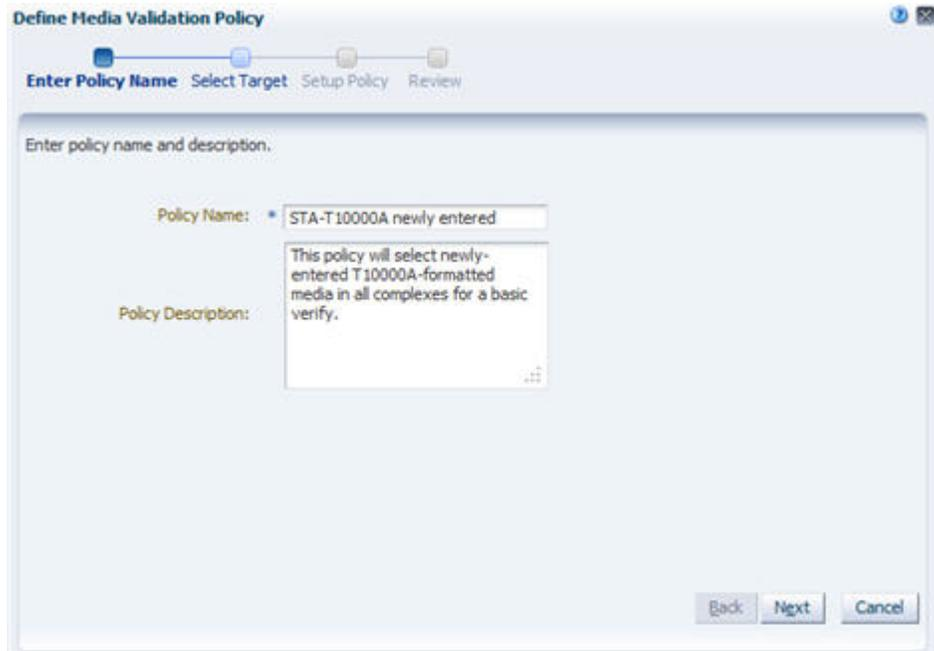 Define Media Validation Policy
Enter Policy Name Select Target Setup Policy Review
Enter policy name and description.
Policy Name: * STA-T10000A newly entered
This policy will select newly-
entered T10000A-formatted
media in all complexes for a basic
verify.
Policy Description:
Back Next Cancel